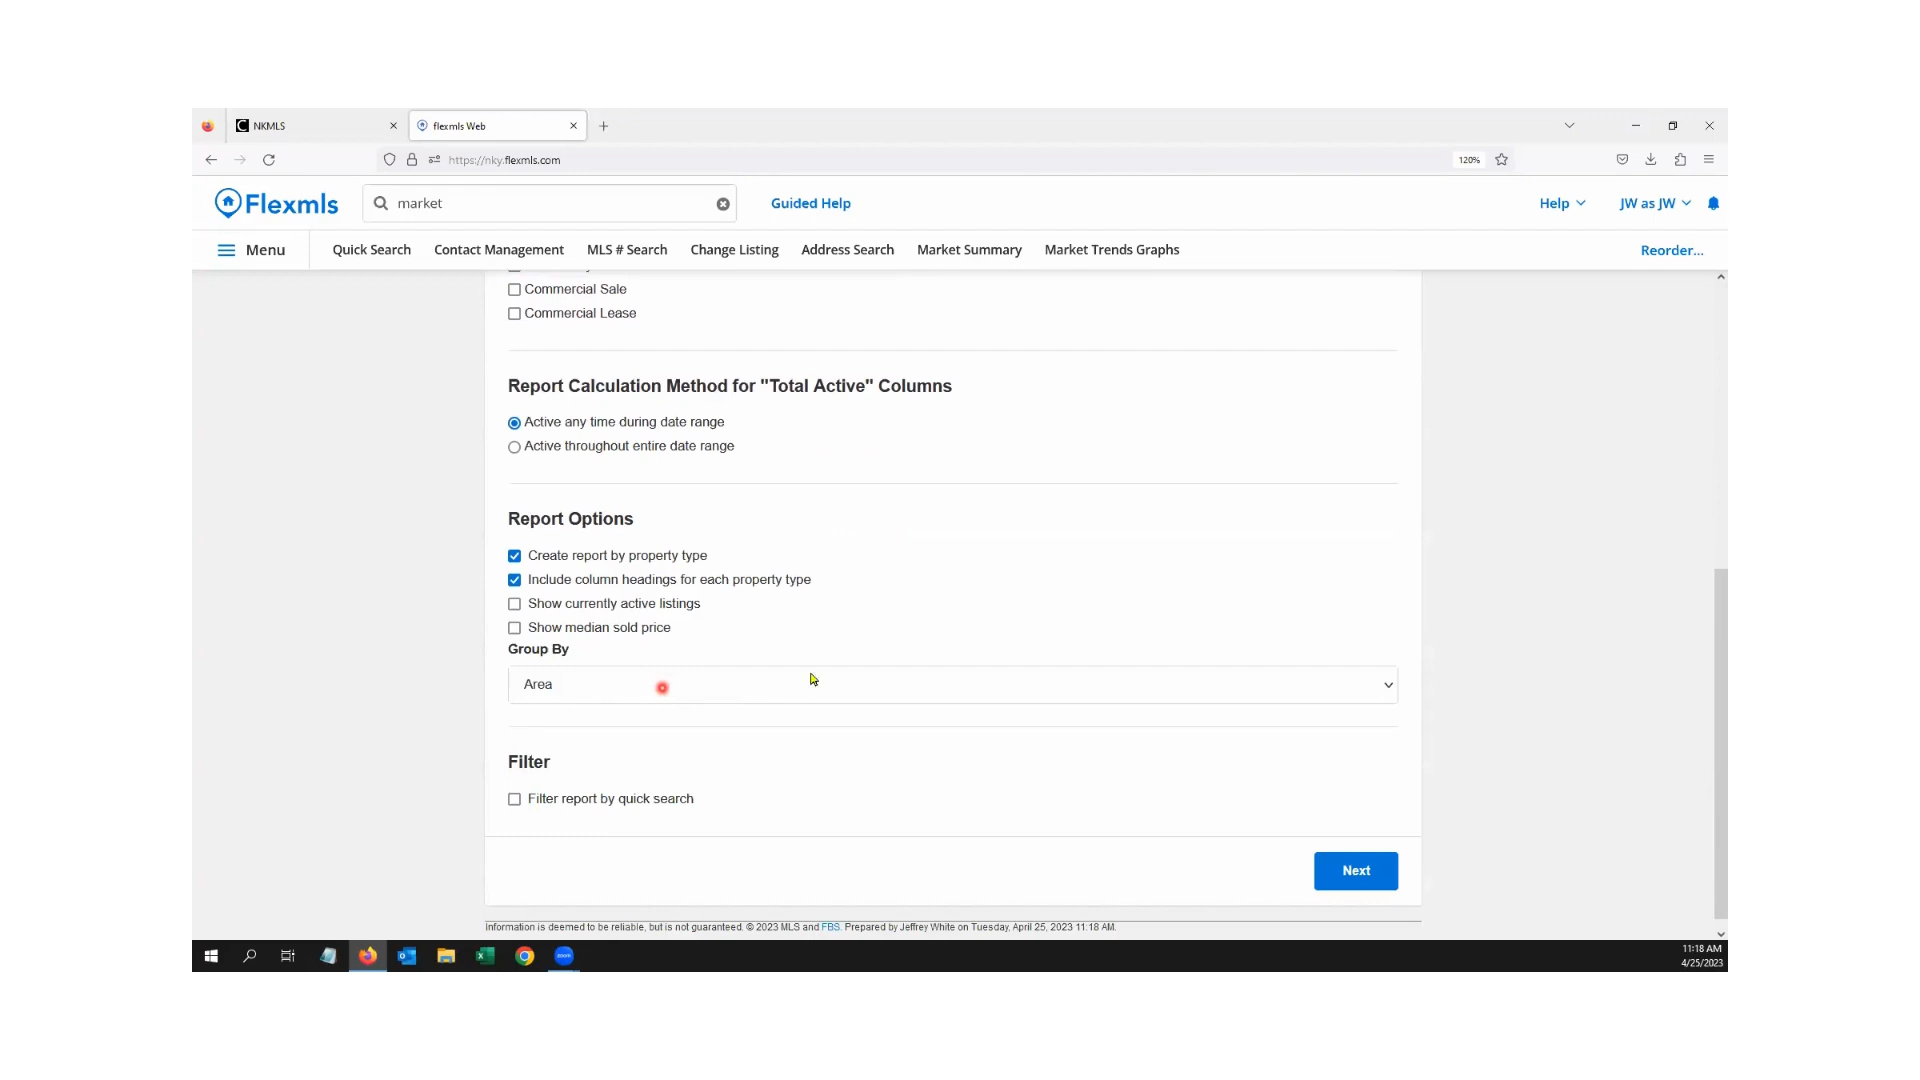 NKMLS
flexmls Web
https://nky.flexmls.com
120%
Flexmls
market
Guided Help
Help
JW as JW
Menu
Quick Search
Contact Management
MLS # Search
Change Listing
Address Search
Market Summary
Market Trends Graphs
Reorder...
Commercial Sale
Commercial Lease
Report Calculation Method for "Total Active" Columns
Active any time during date range
Active throughout entire date range
Report Options
Create report by property type
Include column headings for each property type
Show currently active listings
Show median sold price
Group By
Area
Filter
Filter report by quick search
Next
Information is deemed to be reliable, but is not guaranteed. © 2023 MLS and FBS. Prepared by Jeffrey White on Tuesday, April 25, 2023 11:18 AM.
zoom
11:18 AM
4/25/2023